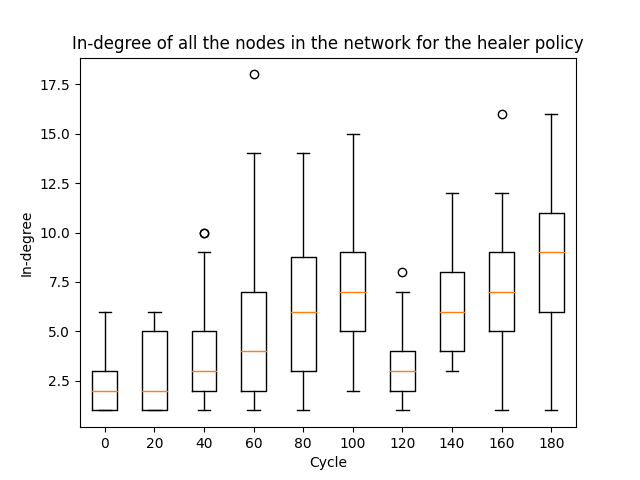 In-degree of all the nodes in the network for the healer policy
17.5
15.0
12.5
10.0
7.5
5.0
2.5
In-degree
0 20 40 60 80 100 120 140 160 180
Cycle